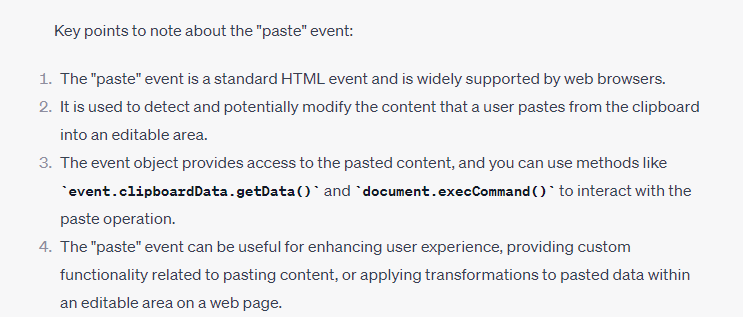 Key points to note about the "paste" event:
1. The "paste" event is a standard HTML event and is widely supported by web browsers.
2. It is used to detect and potentially modify the content that a user pastes from the clipboard
into an editable area.
3. The event object provides access to the pasted content, and you can use methods like
`event.clipboardData.getData()` and `document.execCommand()` to interact with the
paste operation.
4. The "paste" event can be useful for enhancing user experience, providing custom
functionality related to pasting content, or applying transformations to pasted data within
an editable area on a web page.